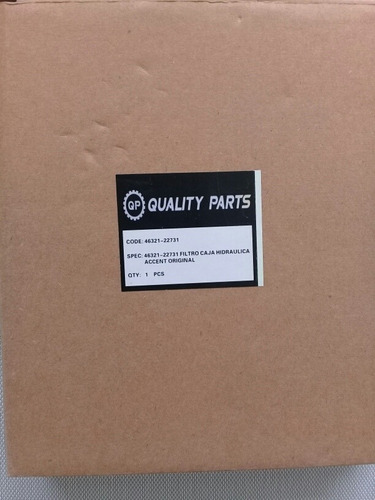 QP QUALITY PARTS
CODE: 46321-22731
SPEC: 46321-22731 FILTRO CAJA HIDRAULICA
ACCENT ORIGINAL
QTY: 1 PCS